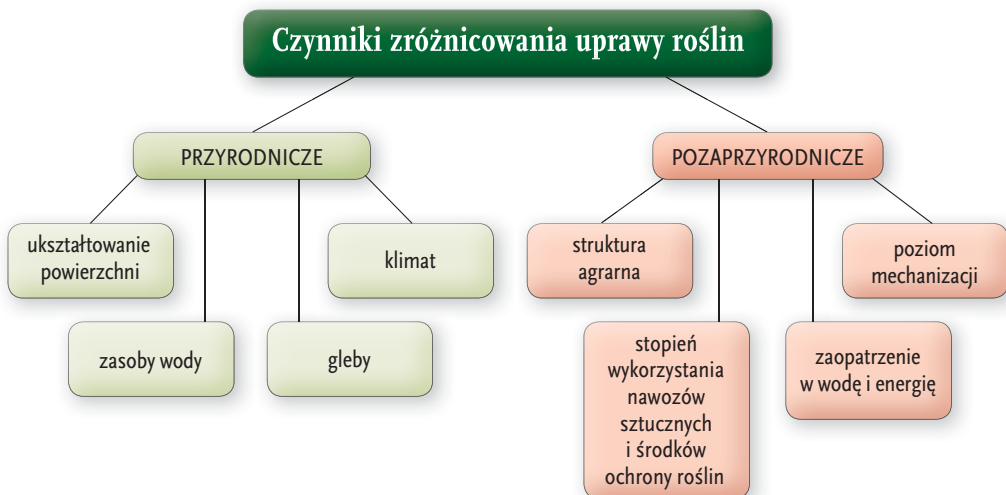 Czynniki zróżnicowania uprawy roślin
PRZYRODNICZE
POZAPRZYRODNICZE
ukształtowanie
powierzchni
klimat
zasoby wody
gleby
struktura
agrarna
poziom
mechanizacji
stopień
wykorzystania
nawozów
sztucznych
i środków
ochrony roślin
zaopatrzenie
w wodę i energię